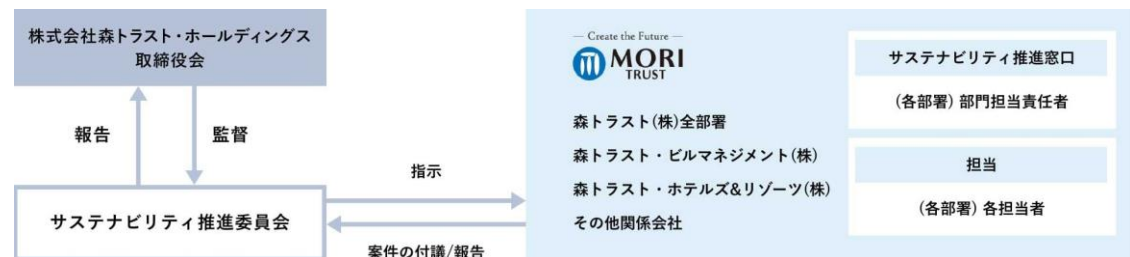 株式会社森トラスト・ホールディングス
取締役会
報告
監督
サステナビリティ推進委員会
指示
案件の付議/報告
— Create the Future —
MORI
TRUST
森トラスト(株)全部署
森トラスト・ビルマネジメント(株)
森トラスト・ホテルズ&リゾーツ(株)
その他関係会社
サステナビリティ推進窓口
(各部署) 部門担当責任者
担当
(各部署) 各担当者